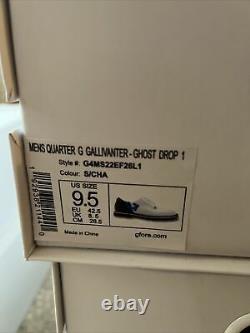 MENS QUARTER G GALLIVANTER - GHOST DROP 1
Style #: G4MS22EF26L1
Colour: S/CHA
US SIZE
9.5
EU 42.5
UK 8.5
CM 26.5
Made in China
gfore.com